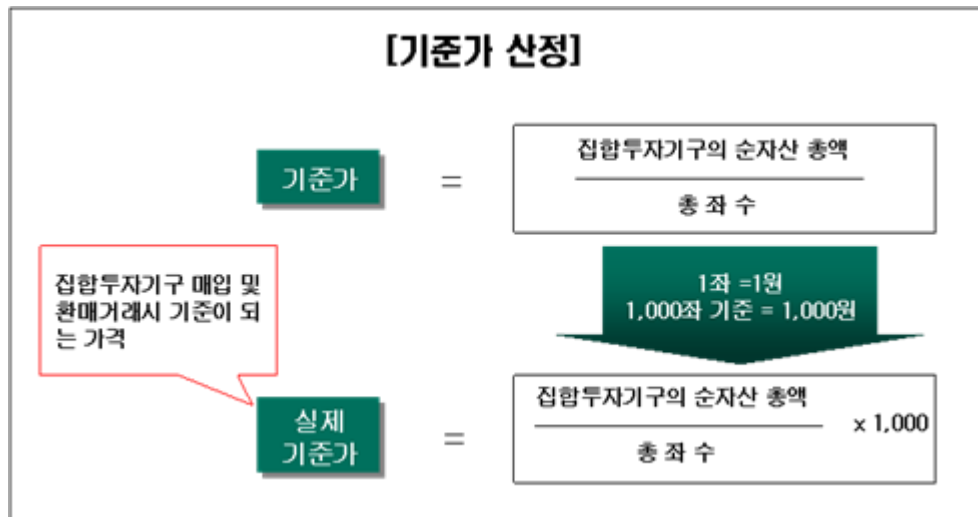 [기준가 산정]
기준가
=
집합투자기구의 순자산 총액
총 좌 수
집합투자기구 매입 및
환매거래시 기준이 되
는 가격
1좌 =1원
1,000좌 기준 = 1,000원
실제
기준가
=
집합투자기구의 순자산 총액
총 좌 수
x 1,000